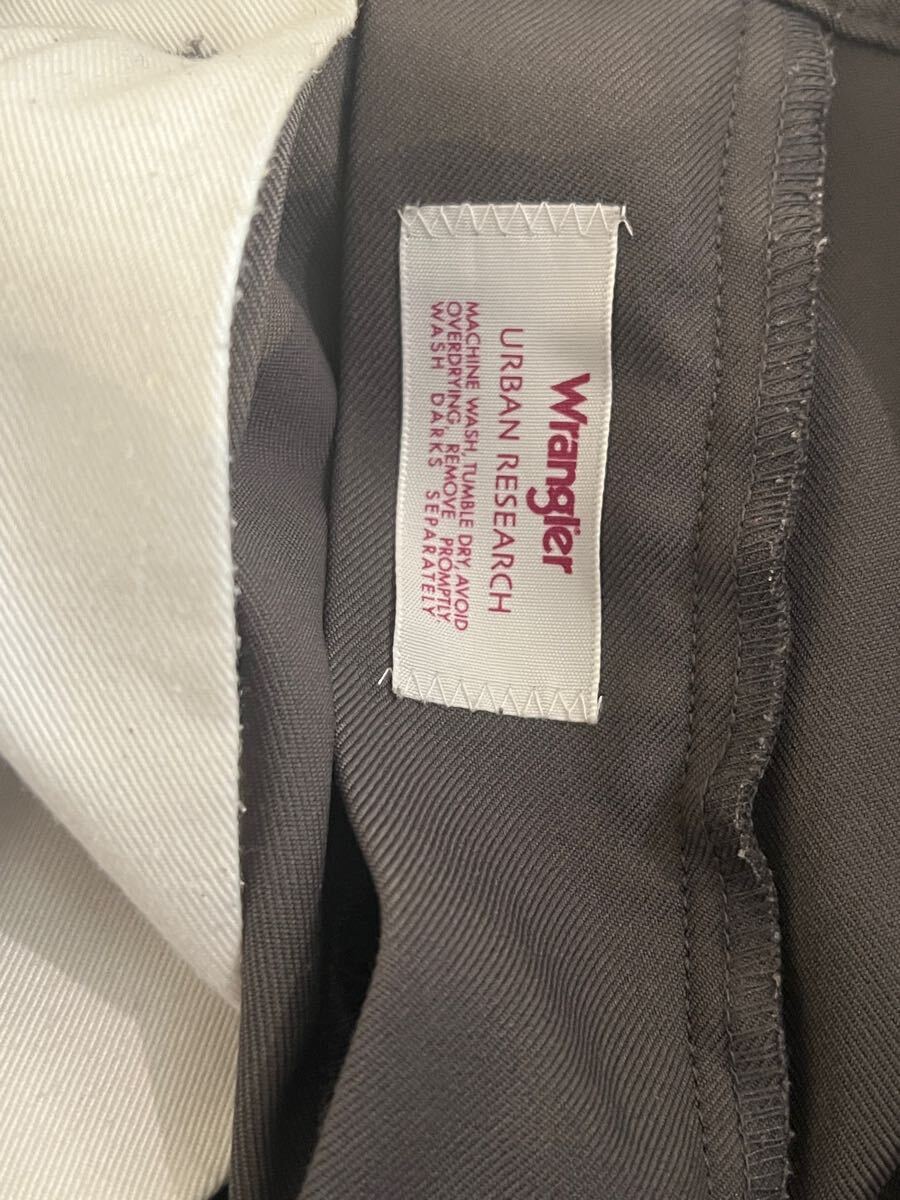 Wrangler
URBAN RESEARCH
MACHINE WASH, TUMBLE DRY, AVOID
OVERDRYING, REMOVE PROMPTLY,
WASH DARKS SEPARATELY